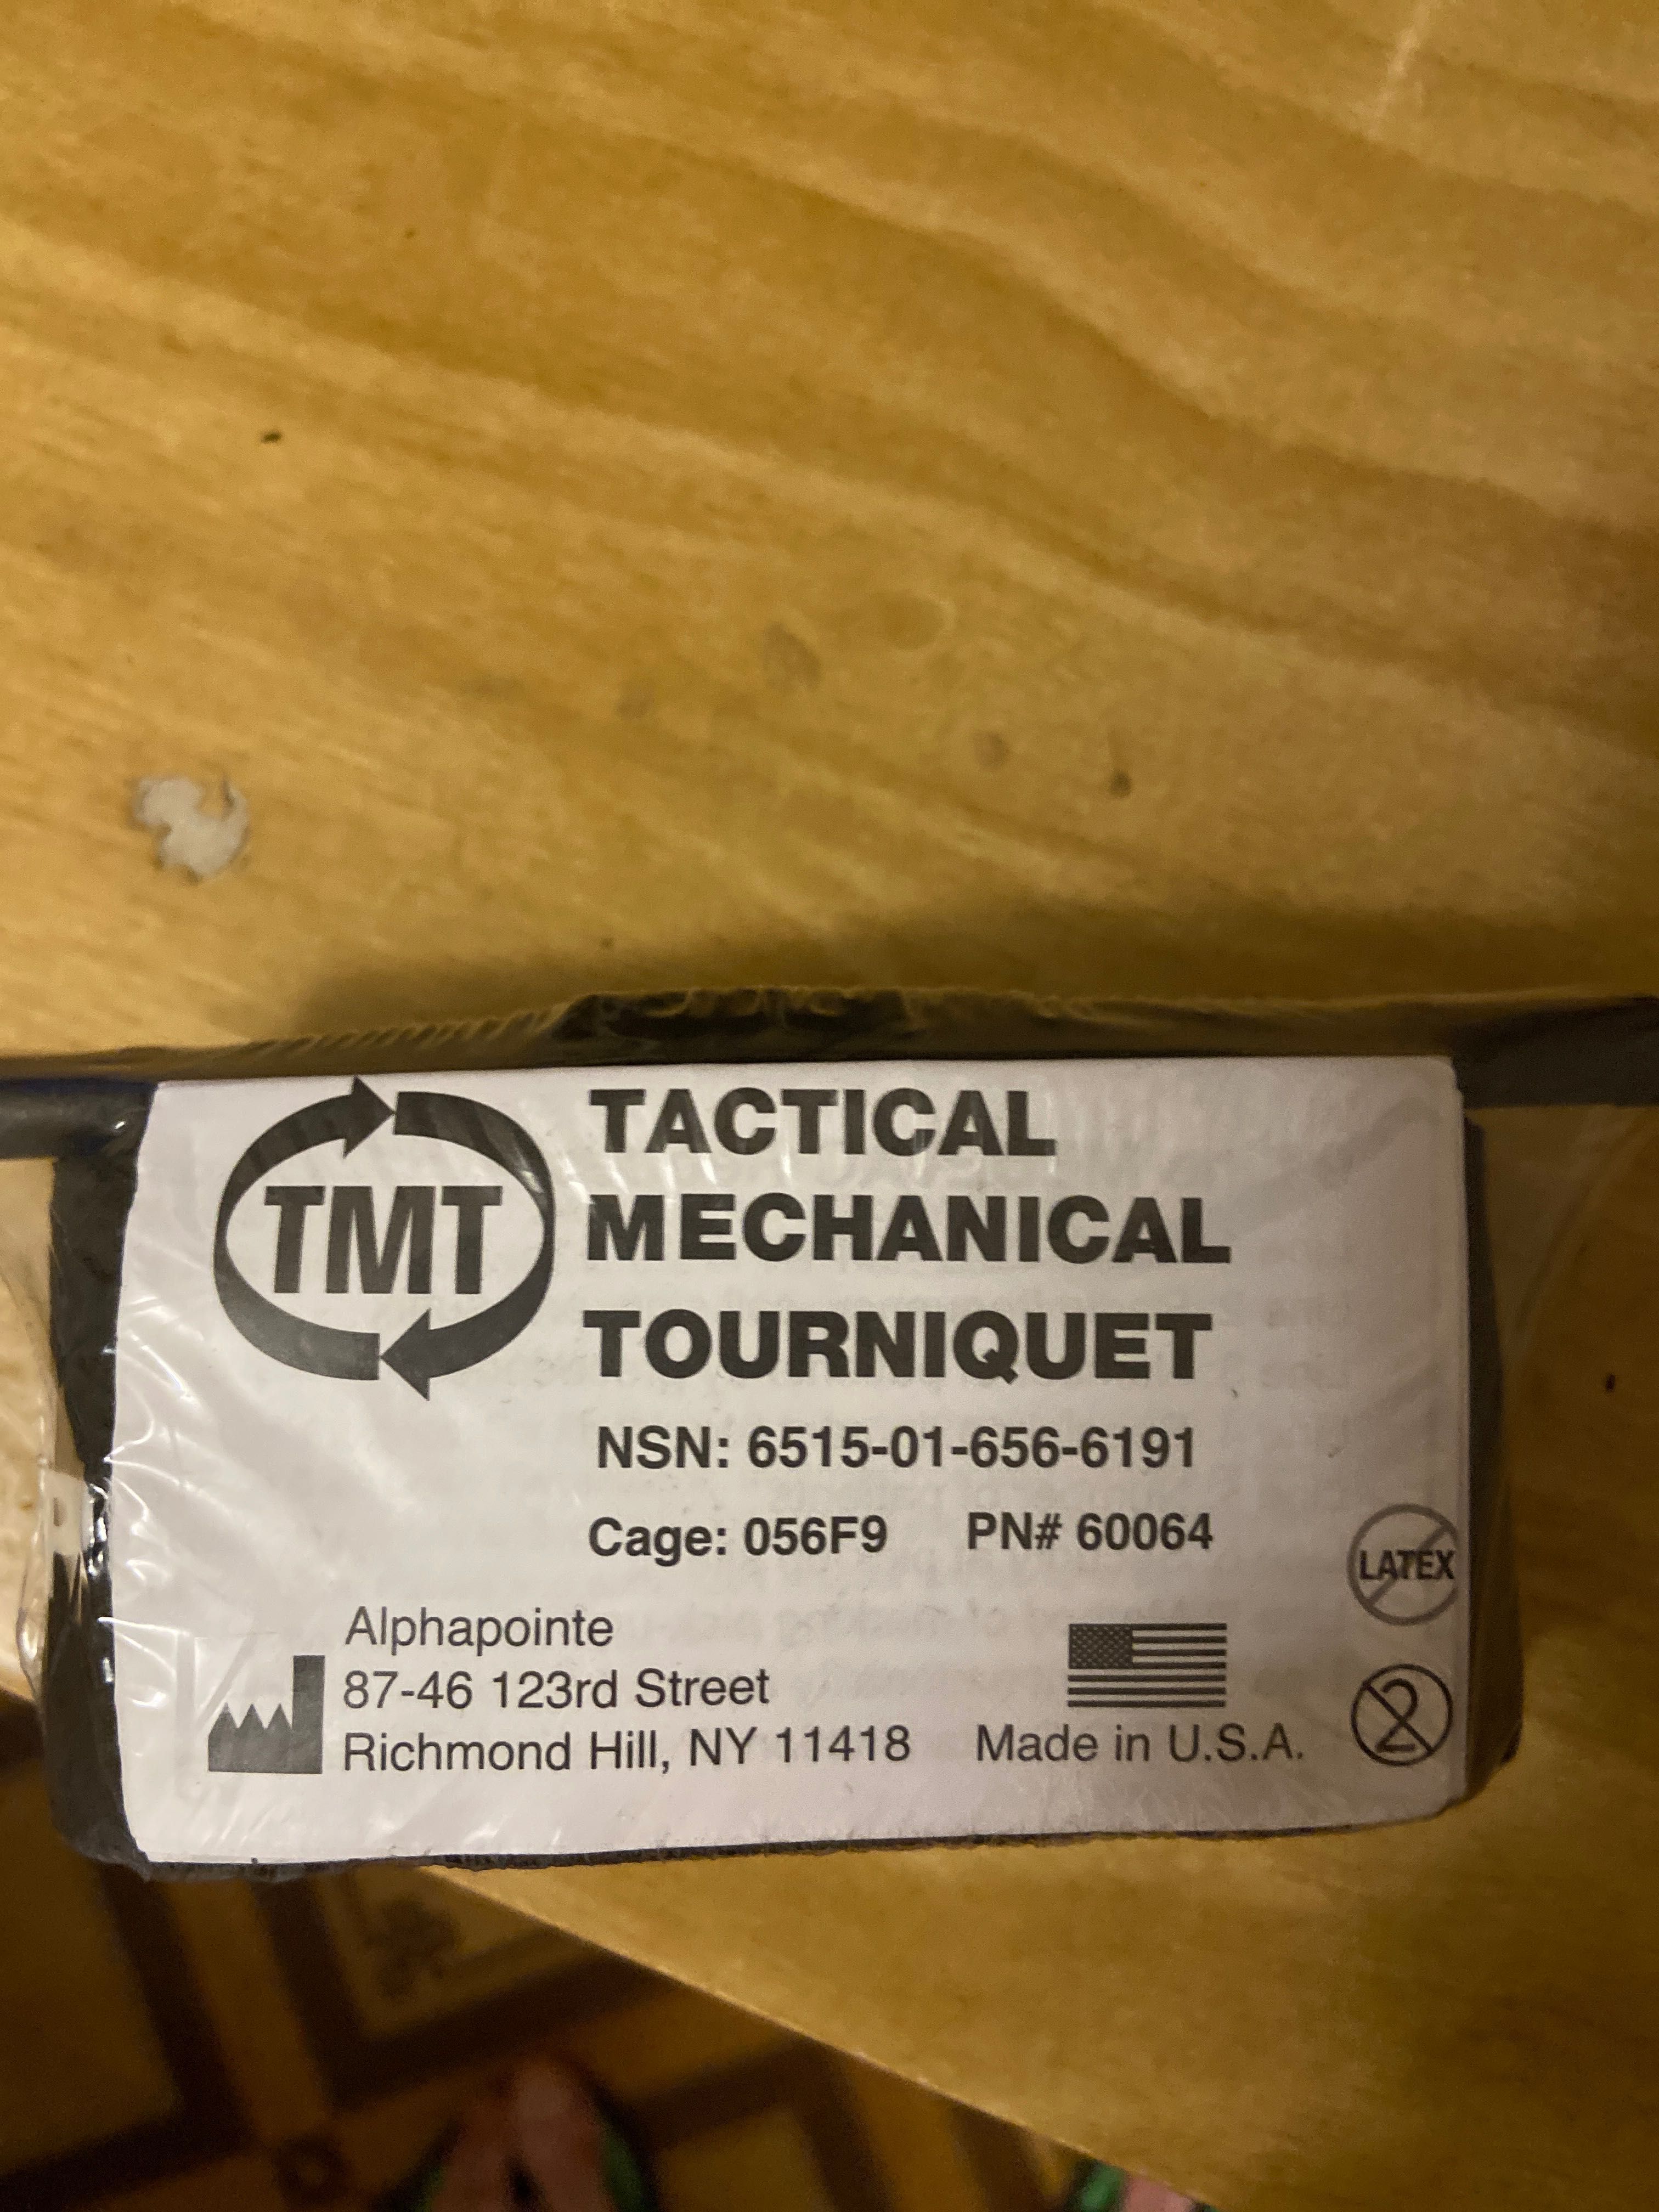 TMT
TACTICAL
MECHANICAL
TOURNIQUET
NSN: 6515-01-656-6191
Cage: 056F9 PN# 60064
LATEX
Alphapointe
87-46 123rd Street
Richmond Hill, NY 11418
Made in U.S.A.
2